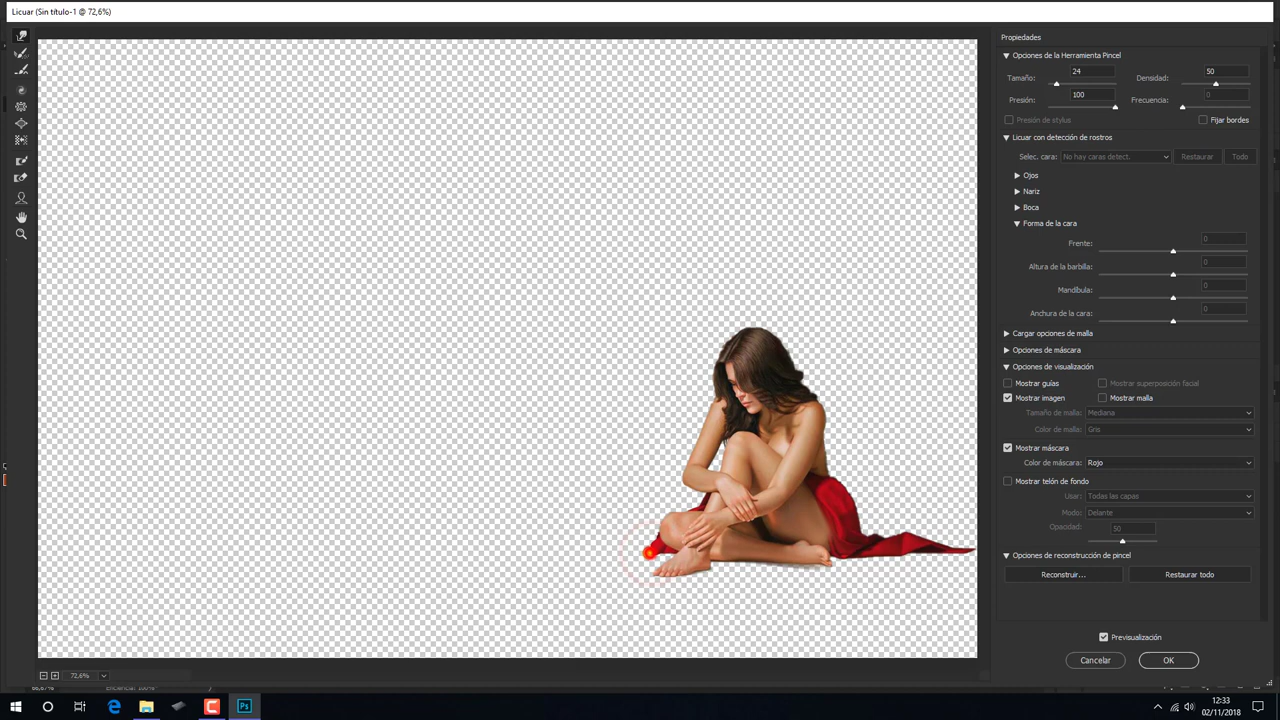 Licuar (Sin título-1 @ 72,6%)
Propiedades
Opciones de la Herramienta Pincel
Tamaño: 24 Densidad: 50
Presión: 100 Frecuencia: 0
Presión de stylus Fijar bordes
Licuar con detección de rostros
Selec. cara: No hay caras detect. Restaurar Todo
Ojos
Nariz
Boca
Forma de la cara
Frente: 0
Altura de la barbilla: 0
Mandíbula: 0
Anchura de la cara: 0
Cargar opciones de malla
Opciones de máscara
Opciones de visualización
Mostrar guías Mostrar superposición facial
Mostrar imagen Mostrar malla
Tamaño de malla: Mediana
Color de malla: Gris
Mostrar máscara
Color de máscara: Rojo
Mostrar telón de fondo
Usar: Todas las capas
Modo: Delante
Opacidad: 50
Opciones de reconstrucción de pincel
Reconstruir... Restaurar todo
Previsualización
Cancelar OK
72,6%
Ps
12:33
02/11/2018